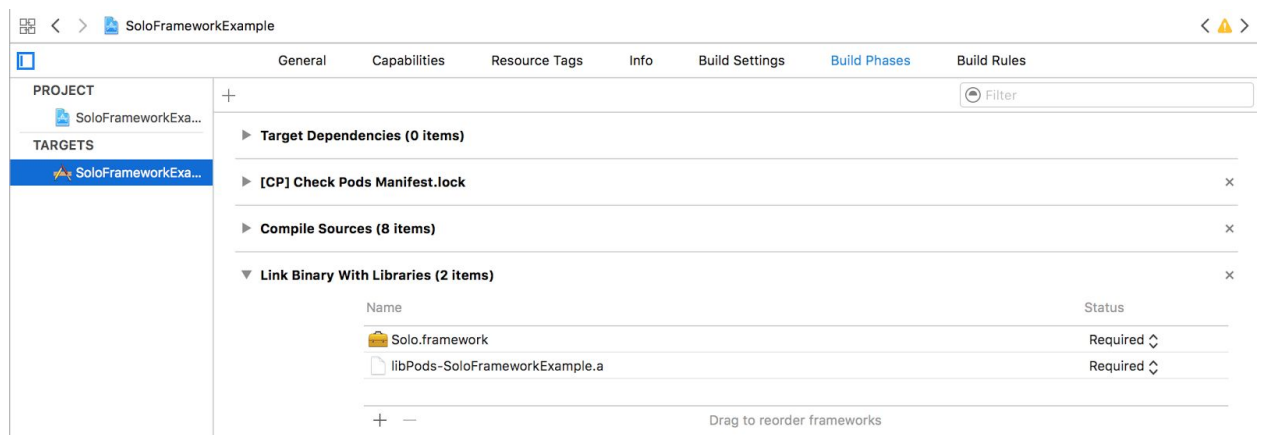 SoloFrameworkExample
General Capabilities Resource Tags Info Build Settings Build Phases Build Rules
PROJECT
SoloFrameworkExa...
TARGETS
SoloFrameworkExa...
Filter
Target Dependencies (0 items)
[CP] Check Pods Manifest.lock
Compile Sources (8 items)
Link Binary With Libraries (2 items)
Name Status
Solo.framework Required
libPods-SoloFrameworkExample.a Required
Drag to reorder frameworks